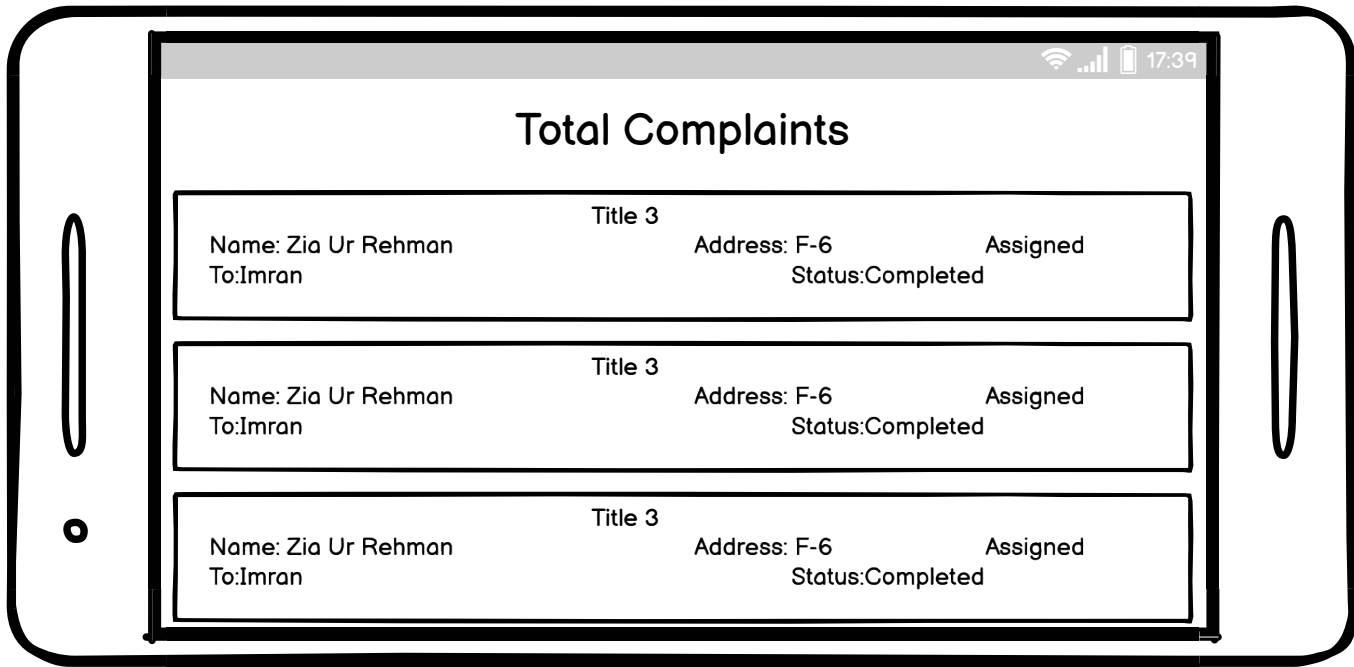 17:39
Total Complaints
Title 3
Name: Zia Ur Rehman Address: F-6 Assigned
To:Imran Status:Completed
Title 3
Name: Zia Ur Rehman Address: F-6 Assigned
To:Imran Status:Completed
Title 3
Name: Zia Ur Rehman Address: F-6 Assigned
To:Imran Status:Completed